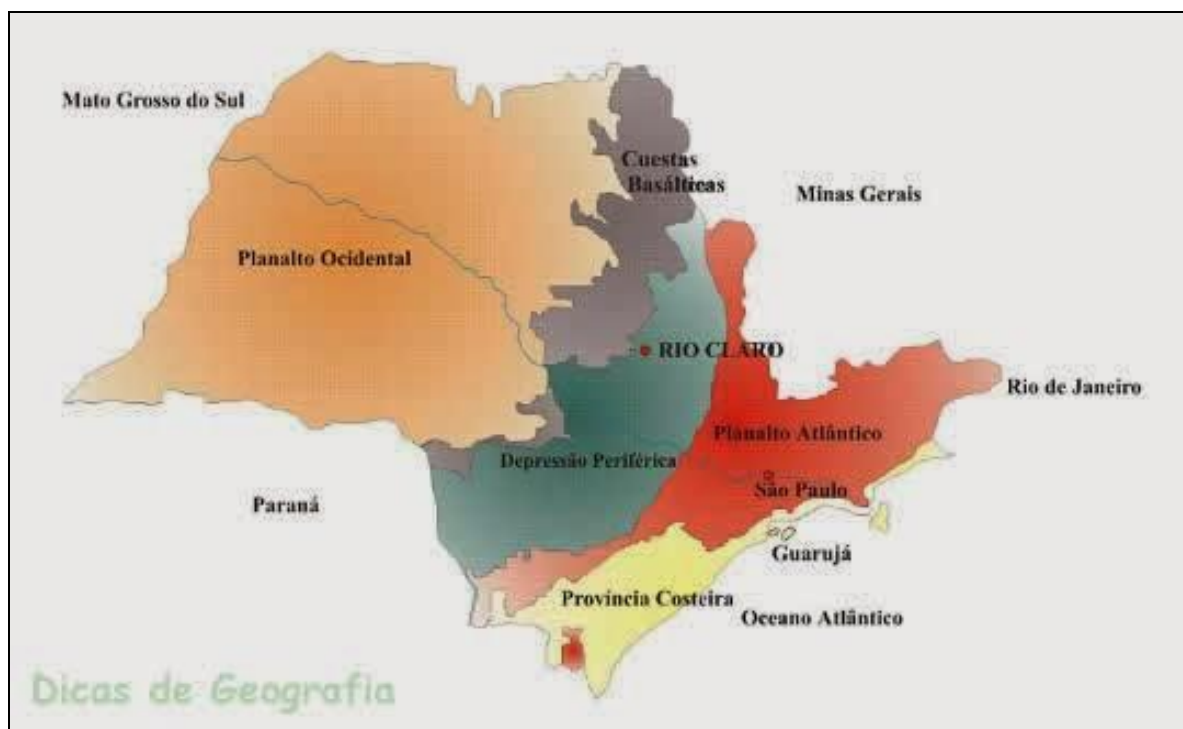 Mato Grosso do Sul
Cuestas
Basálticas
Minas Gerais
Planalto Ocidental
RIO CLARO
Rio de Janeiro
Planalto Atlântico
Depressão Periférica
São Paulo
Paraná
Guarujá
Província Costeira
Oceano Atlântico
Dicas de Geografia